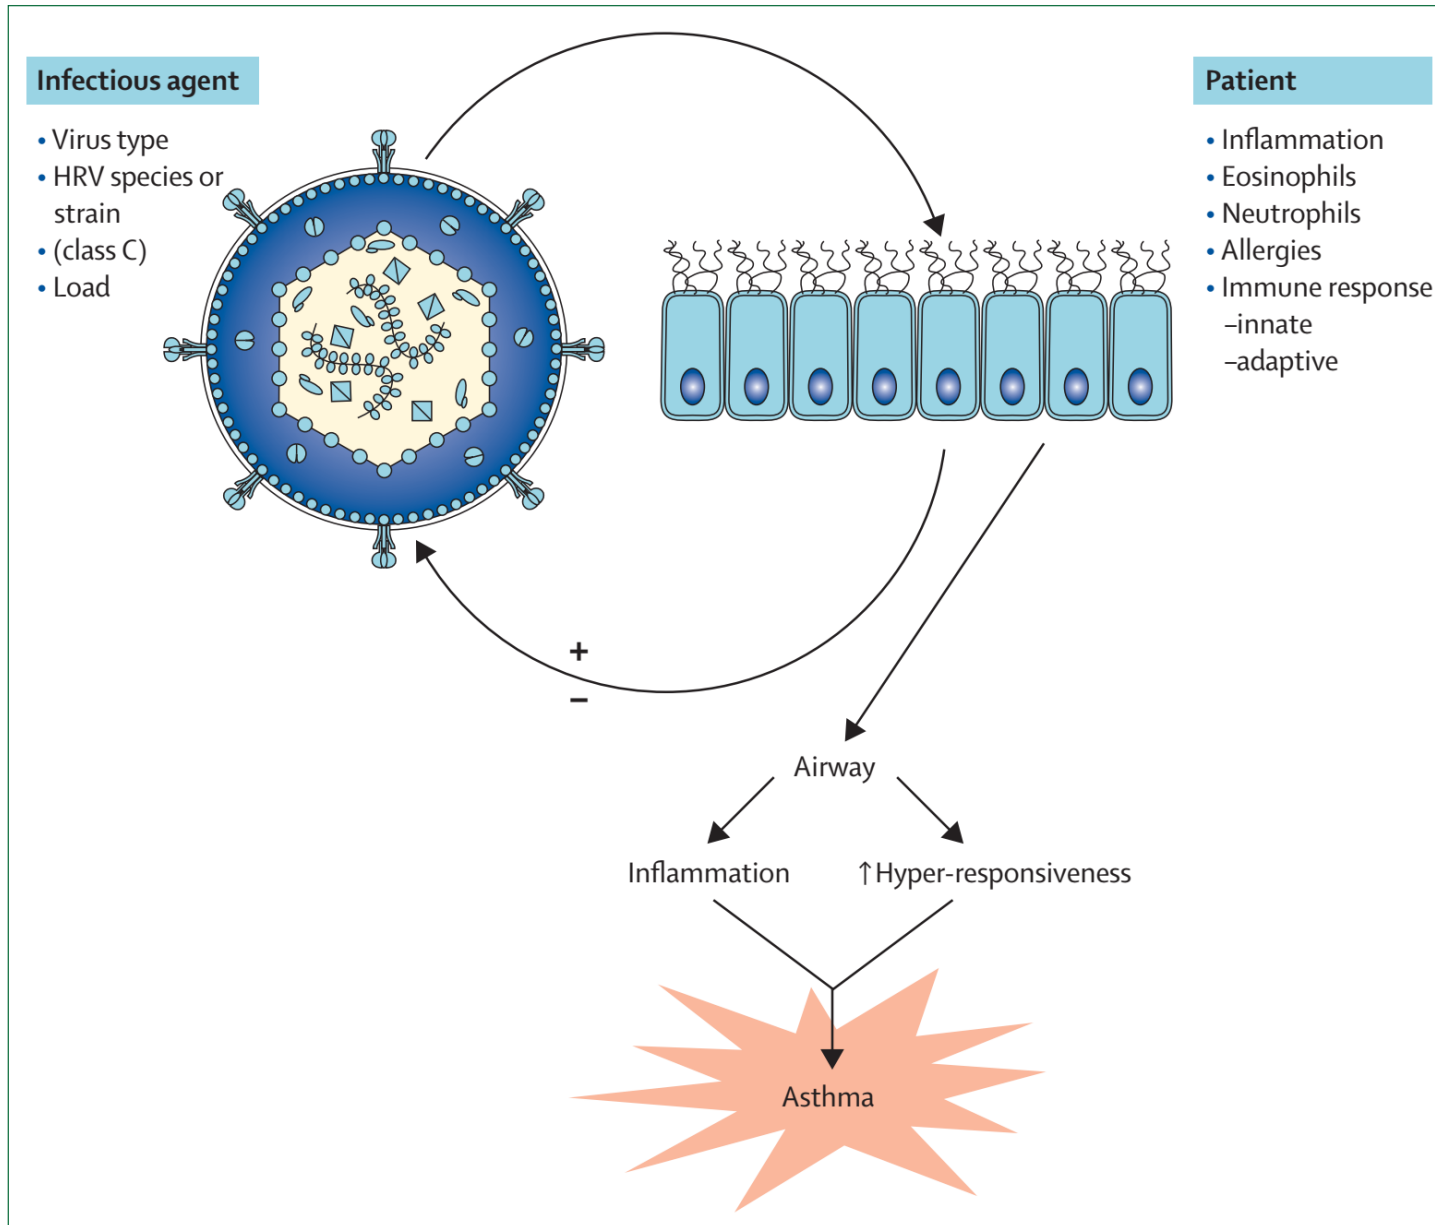 Infectious agent
• Virus type
• HRV species or
strain
• (class C)
• Load
Patient
• Inflammation
• Eosinophils
• Neutrophils
• Allergies
• Immune response
–innate
–adaptive
+
–
Airway
Inflammation
↑Hyper-responsiveness
Asthma